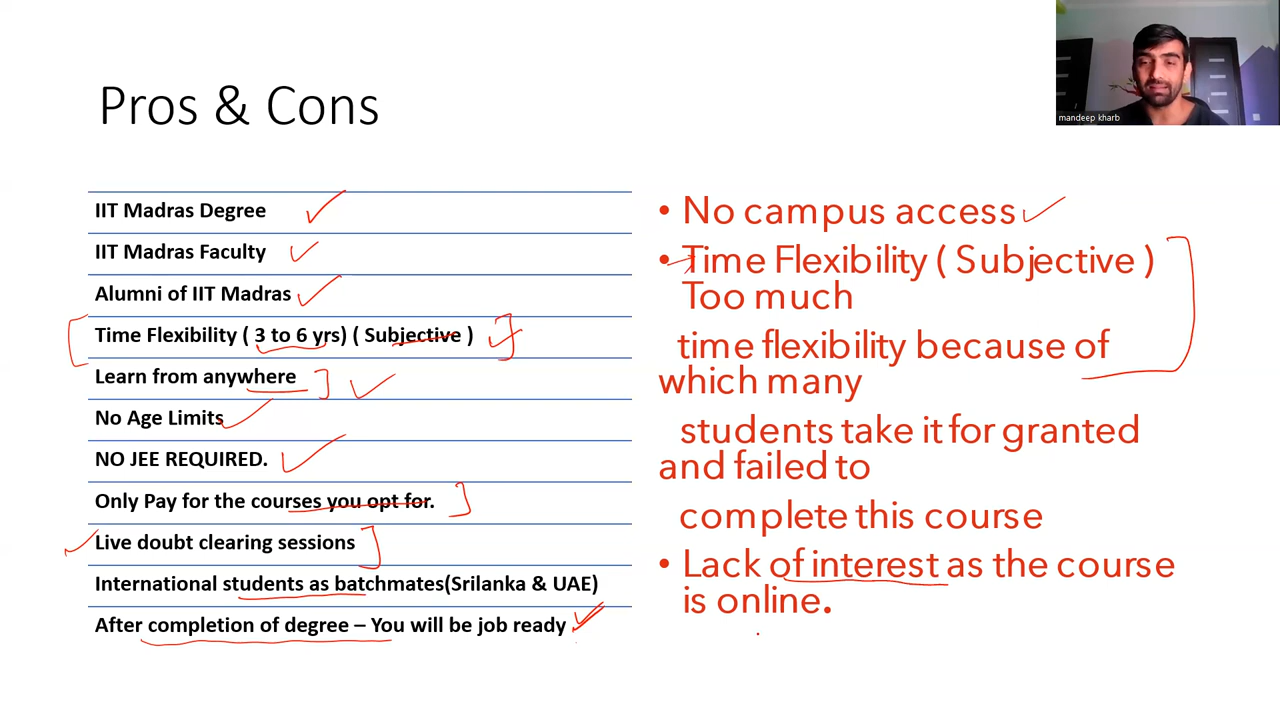 mandeep kharb
Pros & Cons
IIT Madras Degree
IIT Madras Faculty
Alumni of IIT Madras
Time Flexibility ( 3 to 6 yrs) ( Subjective )
Learn from anywhere
No Age Limits
NO JEE REQUIRED.
Only Pay for the courses you opt for.
Live doubt clearing sessions
International students as batchmates(Srilanka & UAE)
After completion of degree – You will be job ready
• No campus access
• Time Flexibility ( Subjective )
Too much
time flexibility because of
which many
students take it for granted
and failed to
complete this course
• Lack of interest as the course
is online.